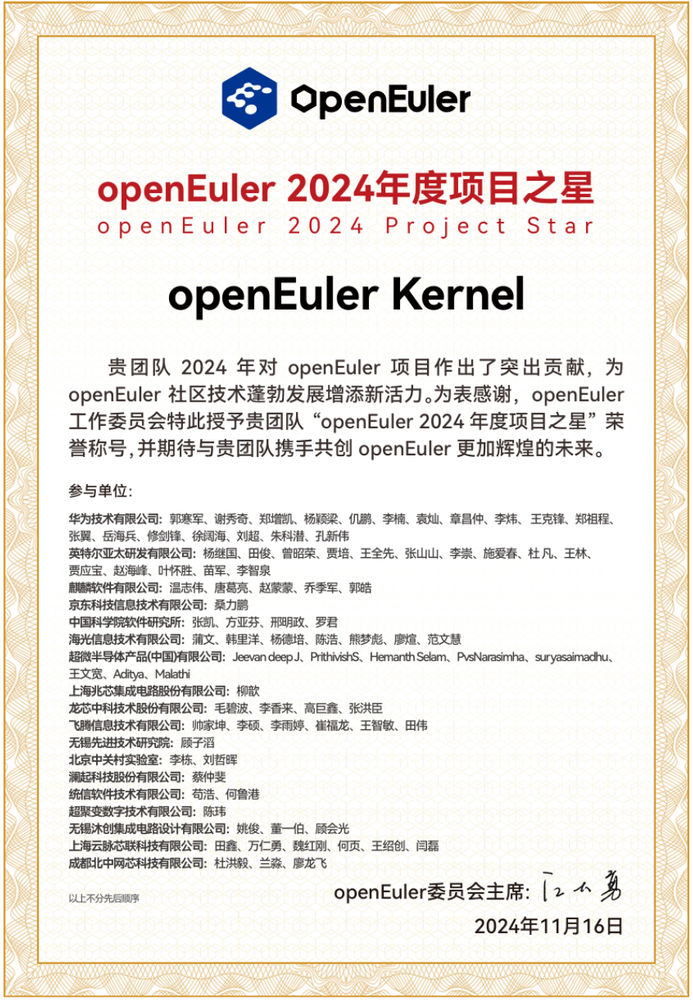 OpenEuler
openEuler 2024年度项目之星
openEuler 2024 Project Star
openEuler Kernel
贵团队 2024 年对 openEuler 项目作出了突出贡献，为
openEuler 社区技术蓬勃发展增添新活力。为表感谢，openEuler
工作委员会特此授予贵团队“openEuler 2024 年度项目之星”荣
誉称号，并期待与贵团队携手共创 openEuler 更加辉煌的未来。
参与单位：
华为技术有限公司：郭寒军、谢秀奇、郑增凯、杨颖梁、仉鹏、李楠、袁灿、章昌仲、李炜、王克锋、郑祖程、
张翼、岳海兵、修剑锋、徐阔海、刘超、朱科潜、孔新伟
英特尔亚太研发有限公司：杨继国、田俊、曾昭荣、贾培、王全先、张山山、李崇、施爱春、杜 凡、王林、
贾应宝、赵海峰、叶怀胜、苗军、李智泉
麒麟软件有限公司：温志伟、唐葛亮、赵蒙蒙、乔季军、郭皓
京东科技信息技术有限公司：桑力鹏
中国科学院软件研究所：张凯、方亚芬、邢明政、罗君
海光信息技术有限公司：蒲文、韩里洋、杨德培、陈浩、熊梦彪、廖煊、范文慧
超微半导体产品(中国)有限公司：Jeevan deep J、PrithivishS、Hemanth Selam、PvsNarasimha、suryasaimadhu、
王文宽、Aditya、Malathi
上海兆芯集成电路股份有限公司：柳歆
龙芯中科技术股份有限公司：毛碧波、李香来、高巨鑫、张洪臣
飞腾信息技术有限公司：帅家坤、李硕、李雨婷、崔福龙、王智敏、田伟
无锡先进技术研究院：顾子滔
北京中关村实验室：李栋、刘哲晖
澜起科技股份有限公司：蔡仲斐
统信软件技术有限公司：苟浩、何鲁港
超聚变数字技术有限公司：陈玮
无锡沐创集成电路设计有限公司：姚俊、董一伯、顾会光
上海云脉芯联科技有限公司：田鑫、万仁勇、魏红刚、何页、王绍创、闫磊
成都北中网芯科技有限公司：杜洪毅、兰淼、廖龙飞
以上不分先后顺序
openEuler委员会主席：江大勇
2024年11月16日